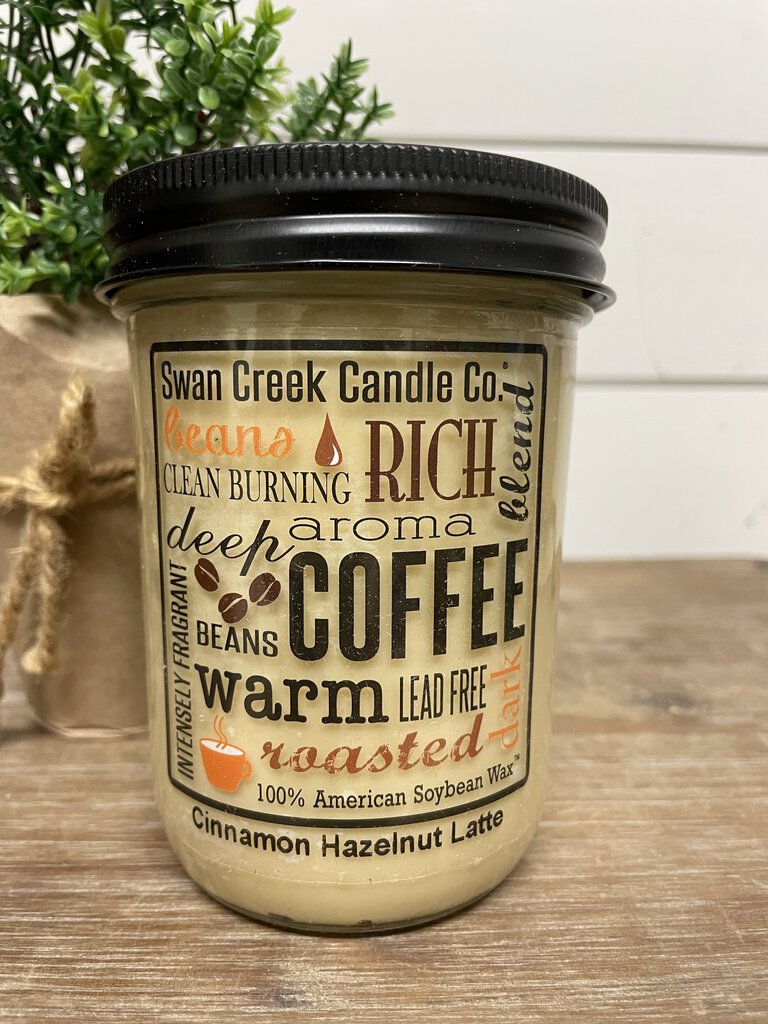 Swan Creek Candle Co.®
beans
RICH
blend
CLEAN BURNING
deep
aroma
COFFEE
INTENSELY FRAGRANT
BEANS
warm
LEAD FREE
dark
roasted
100% American Soybean Wax™
Cinnamon Hazelnut Latte